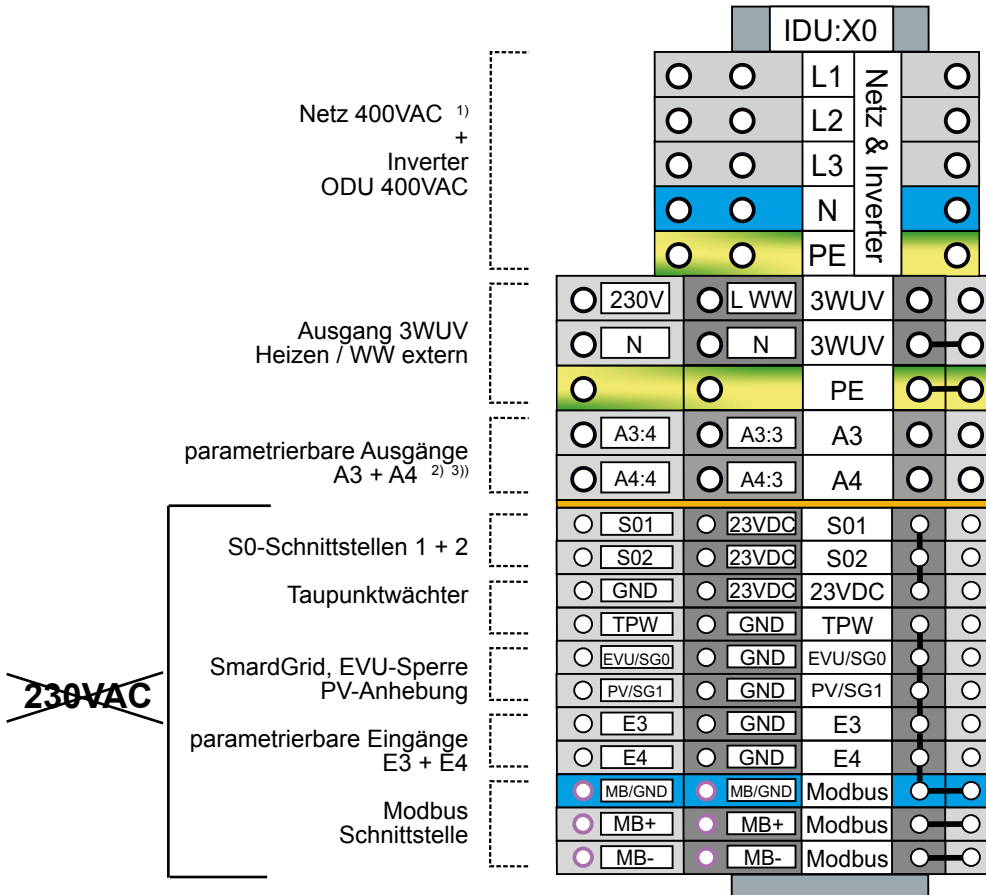 IDU:X0
Netz 400VAC 1)
+
Inverter
ODU 400VAC
L1
L2
L3
N
PE
Netz & Inverter
Ausgang 3WUV
Heizen / WW extern
230V L WW 3WUV
N N 3WUV
PE
parametrierbare Ausgänge
A3 + A4 2) 3))
A3:4 A3:3 A3
A4:4 A4:3 A4
230VAC
S0-Schnittstellen 1 + 2
S01 23VDC S01
S02 23VDC S02
Taupunktwächter
GND 23VDC 23VDC
TPW GND TPW
SmardGrid, EVU-Sperre
PV-Anhebung
EVU/SG0 GND EVU/SG0
PV/SG1 GND PV/SG1
parametrierbare Eingänge
E3 + E4
E3 GND E3
E4 GND E4
Modbus
Schnittstelle
MB/GND MB/GND Modbus
MB+ MB+ Modbus
MB- MB- Modbus